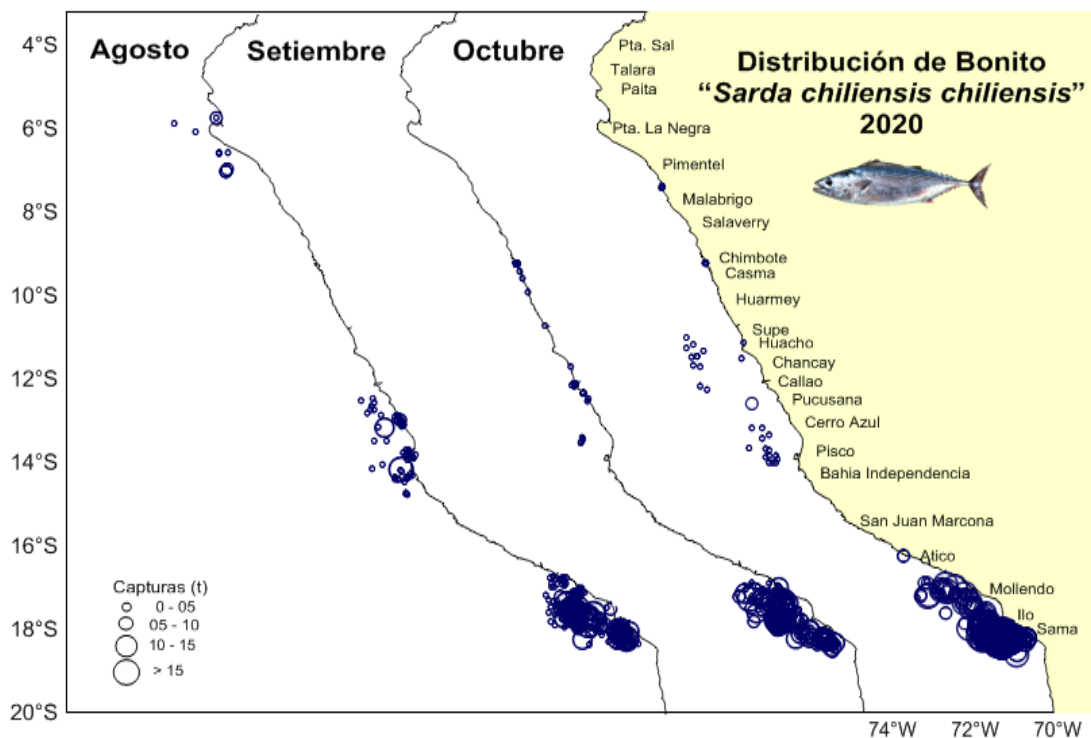 Agosto
Setiembre
Octubre
Distribución de Bonito
“Sarda chiliensis chiliensis”
2020
4°S
6°S
8°S
10°S
12°S
14°S
16°S
18°S
20°S
Pta. Sal
Talara
Paita
Pta. La Negra
Pimentel
Malabrigo
Salaverry
Chimbote
Casma
Huarmey
Supe
Huacho
Chancay
Callao
Pucusana
Cerro Azul
Pisco
Bahia Independencia
San Juan Marcona
Atico
Mollendo
Ilo
Sama
Capturas (t)
0 - 05
05 - 10
10 - 15
> 15
74°W
72°W
70°W